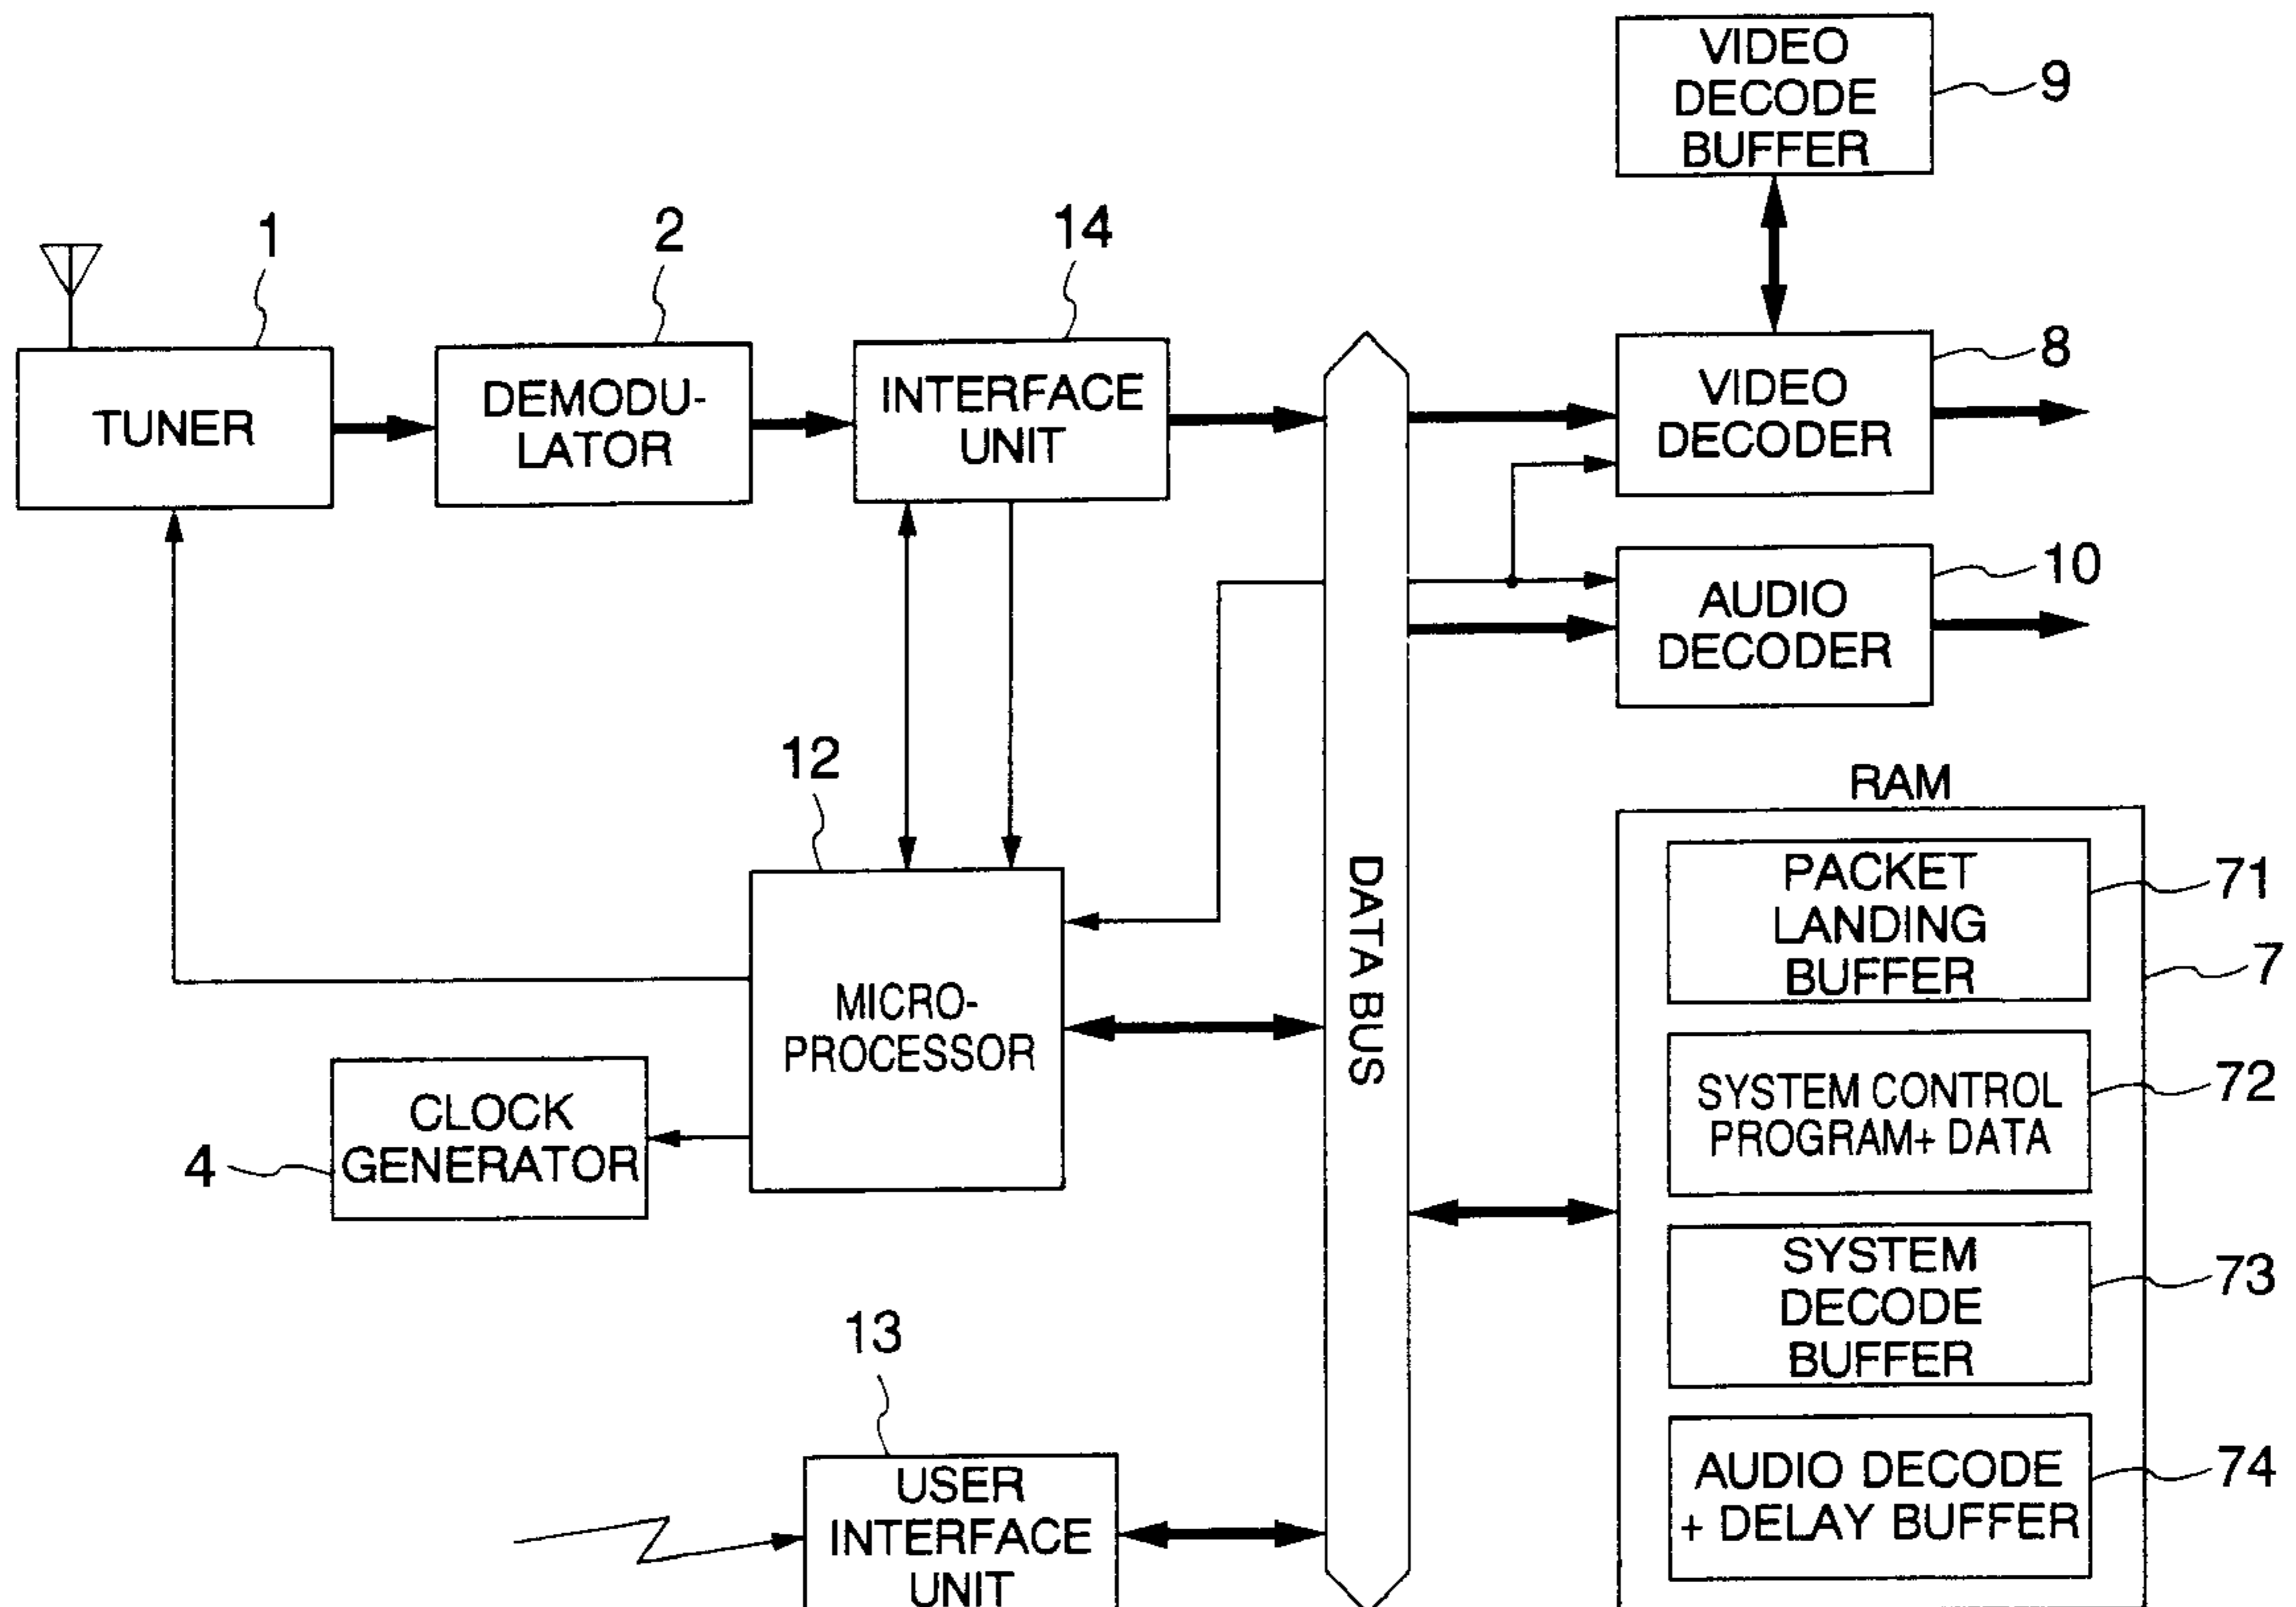 VIDEO
DECODE
BUFFER
9
1
2
14
TUNER
DEMODU-
LATOR
INTERFACE
UNIT
VIDEO
DECODER
8
AUDIO
DECODER
10
12
MICRO-
PROCESSOR
DATA BUS
RAM
PACKET
LANDING
BUFFER
71
7
SYSTEM CONTROL
PROGRAM+ DATA
72
CLOCK
GENERATOR
4
SYSTEM
DECODE
BUFFER
73
13
USER
INTERFACE
UNIT
AUDIO DECODE
+ DELAY BUFFER
74